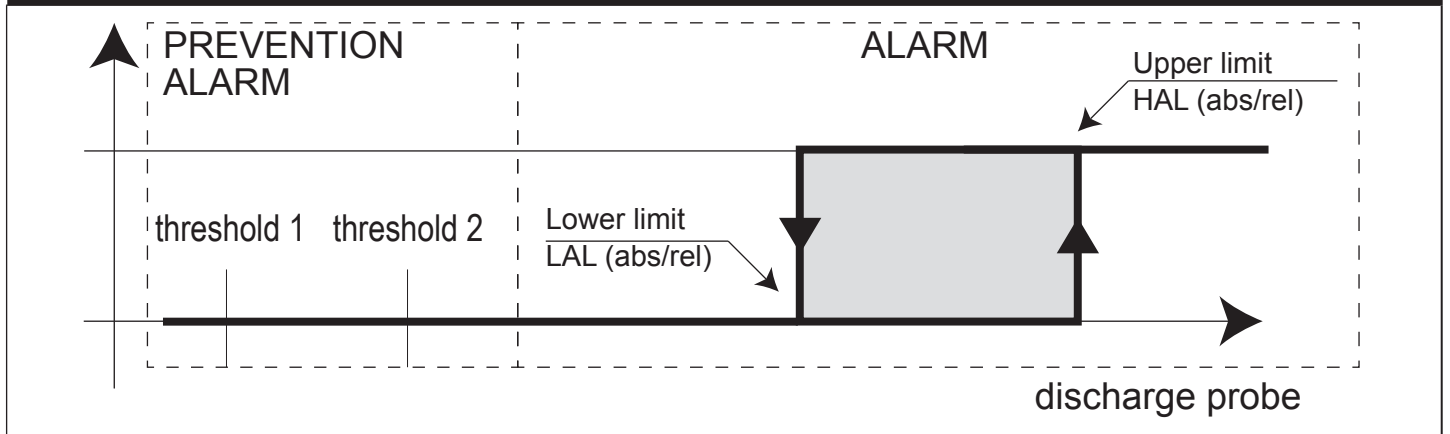 PREVENTION
ALARM
ALARM
Upper limit
HAL (abs/rel)
threshold 1
threshold 2
Lower limit
LAL (abs/rel)
discharge probe